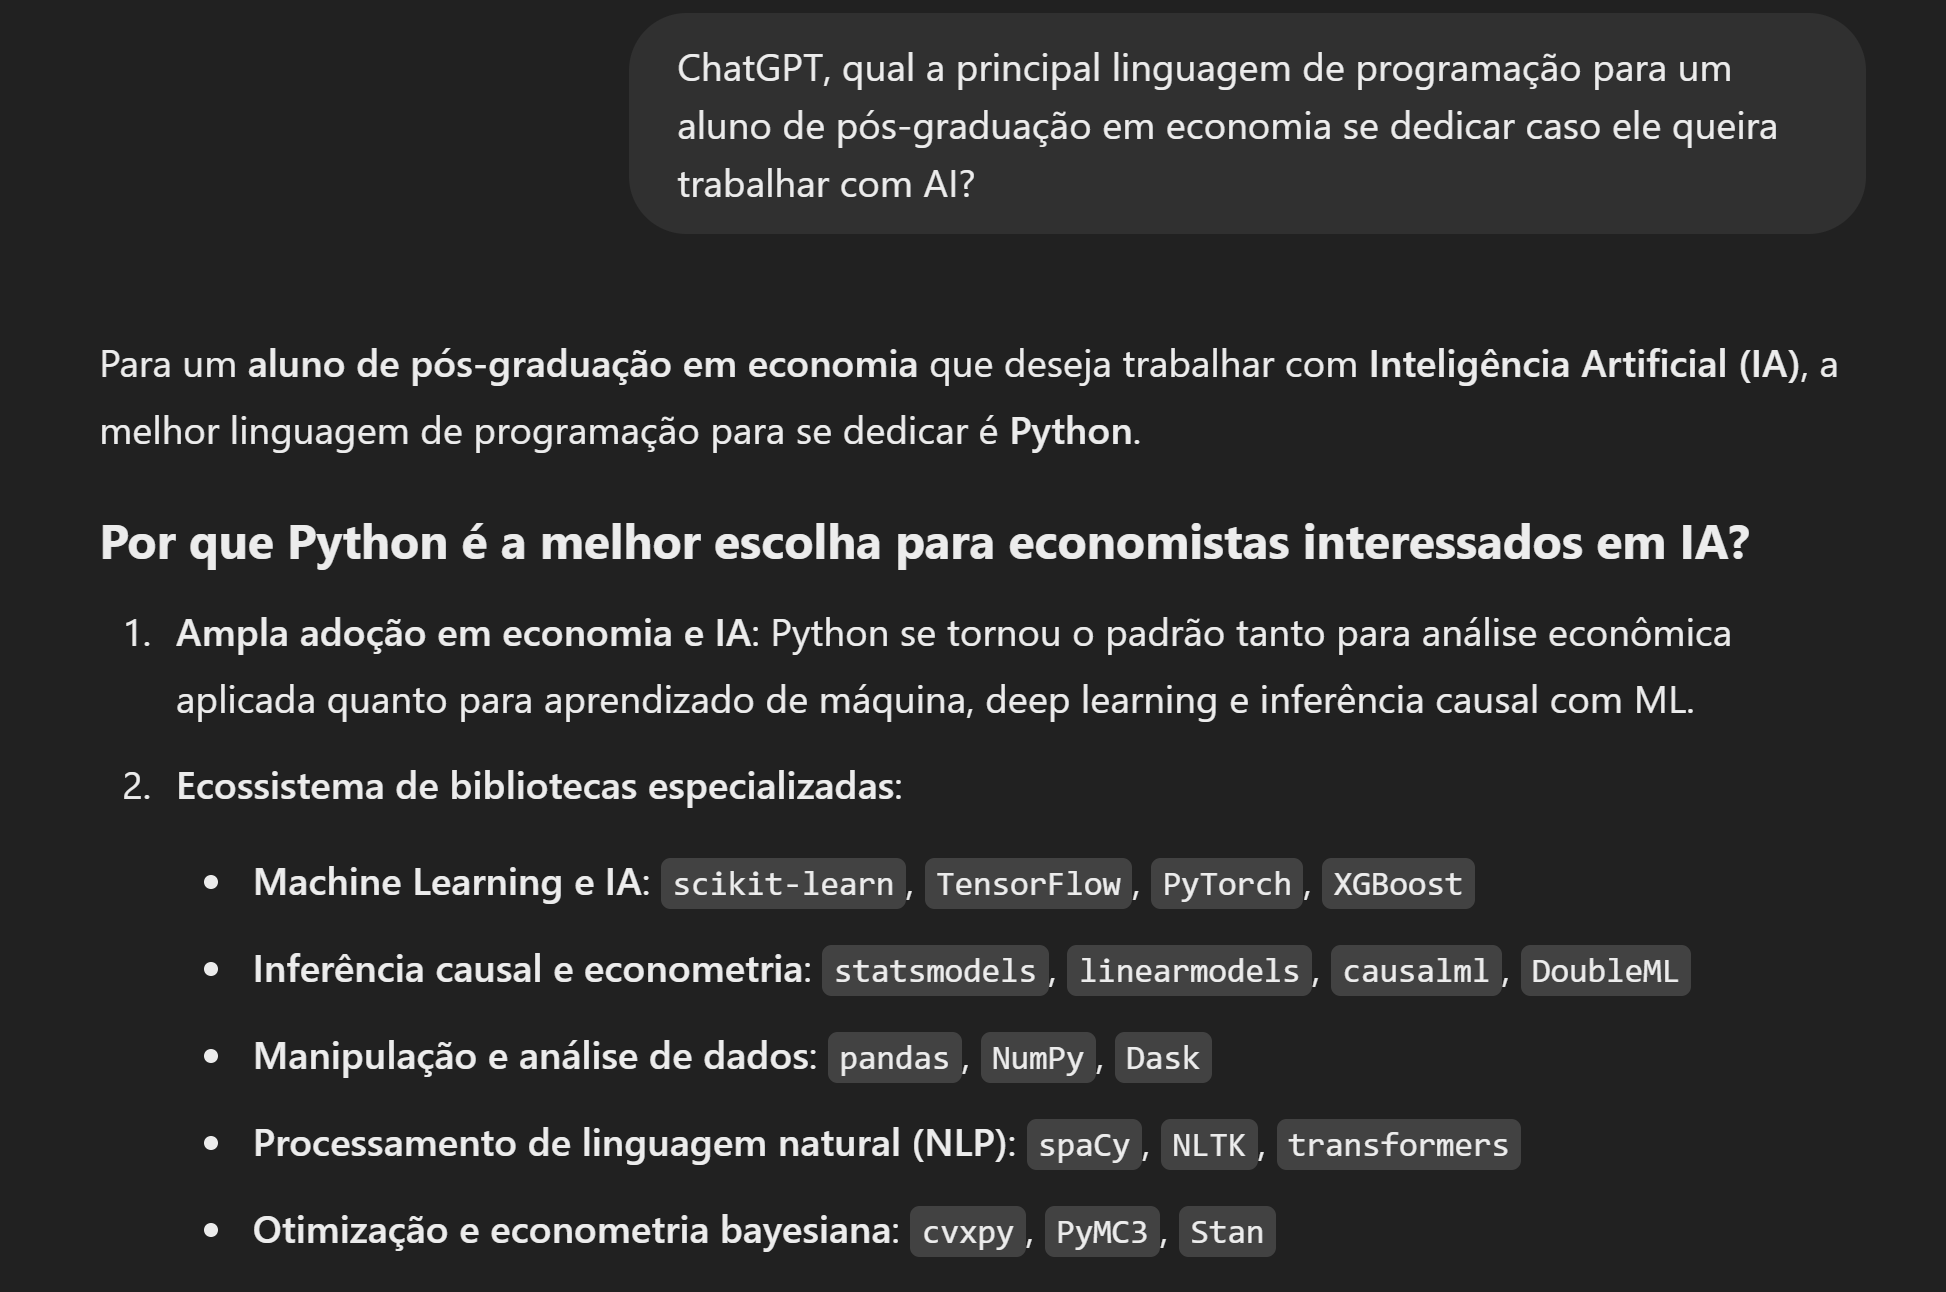 ChatGPT, qual a principal linguagem de programação para um
aluno de pós-graduação em economia se dedicar caso ele queira
trabalhar com AI?
Para um aluno de pós-graduação em economia que deseja trabalhar com Inteligência Artificial (IA), a
melhor linguagem de programação para se dedicar é Python.
Por que Python é a melhor escolha para economistas interessados em IA?
1. Ampla adoção em economia e IA: Python se tornou o padrão tanto para análise econômica
aplicada quanto para aprendizado de máquina, deep learning e inferência causal com ML.
2. Ecossistema de bibliotecas especializadas:
• Machine Learning e IA: scikit-learn, TensorFlow, PyTorch, XGBoost
• Inferência causal e econometria: statsmodels, linearmodels, causalml, DoubleML
• Manipulação e análise de dados: pandas, NumPy, Dask
• Processamento de linguagem natural (NLP): spaCy, NLTK, transformers
• Otimização e econometria bayesiana: cvxpy, PyMC3, Stan